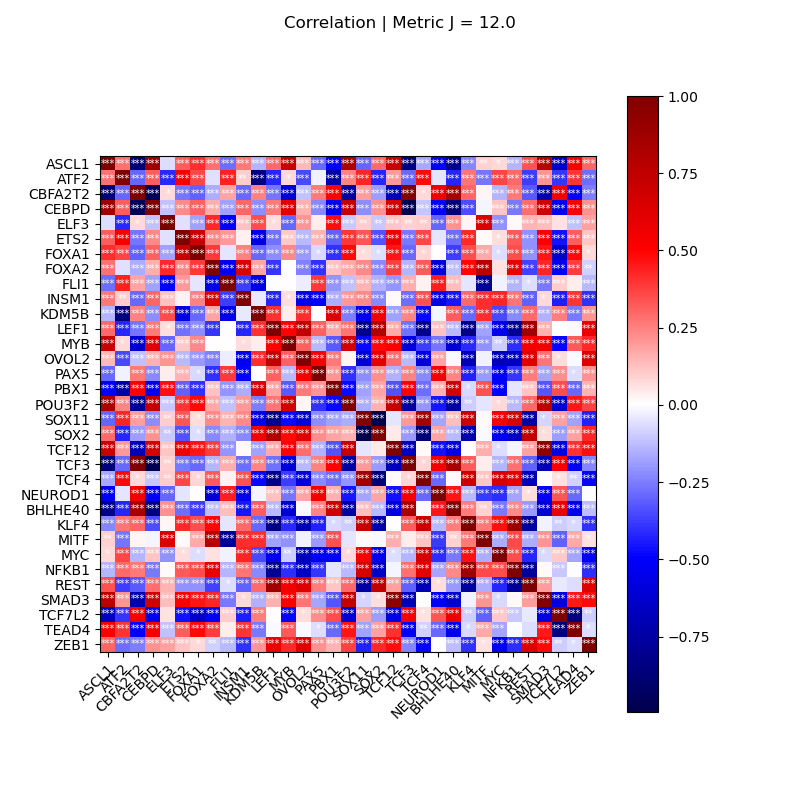 Correlation | Metric J = 12.0
ASCL1
ATF2
CBFA2T2
CEBPD
ELF3
ETS2
FOXA1
FOXA2
FLI1
INSM1
KDM5B
LEF1
MYB
OVOL2
PAX5
PBX1
POU3F2
SOX11
SOX2
TCF12
TCF3
TCF4
NEUROD1
BHLHE40
KLF4
MITF
MYC
NFKB1
REST
SMAD3
TCF7L2
TEAD4
ZEB1
ASCL1
ATF2
CBFA2T2
CEBPD
ELF3
ETS2
FOXA1
FOXA2
FLI1
INSM1
KDM5B
LEF1
MYB
OVOL2
PAX5
PBX1
POU3F2
SOX11
SOX2
TCF12
TCF3
TCF4
NEUROD1
BHLHE40
KLF4
MITF
MYC
NFKB1
REST
SMAD3
TCF7L2
TEAD4
ZEB1
1.00
0.75
0.50
0.25
0.00
−0.25
−0.50
−0.75